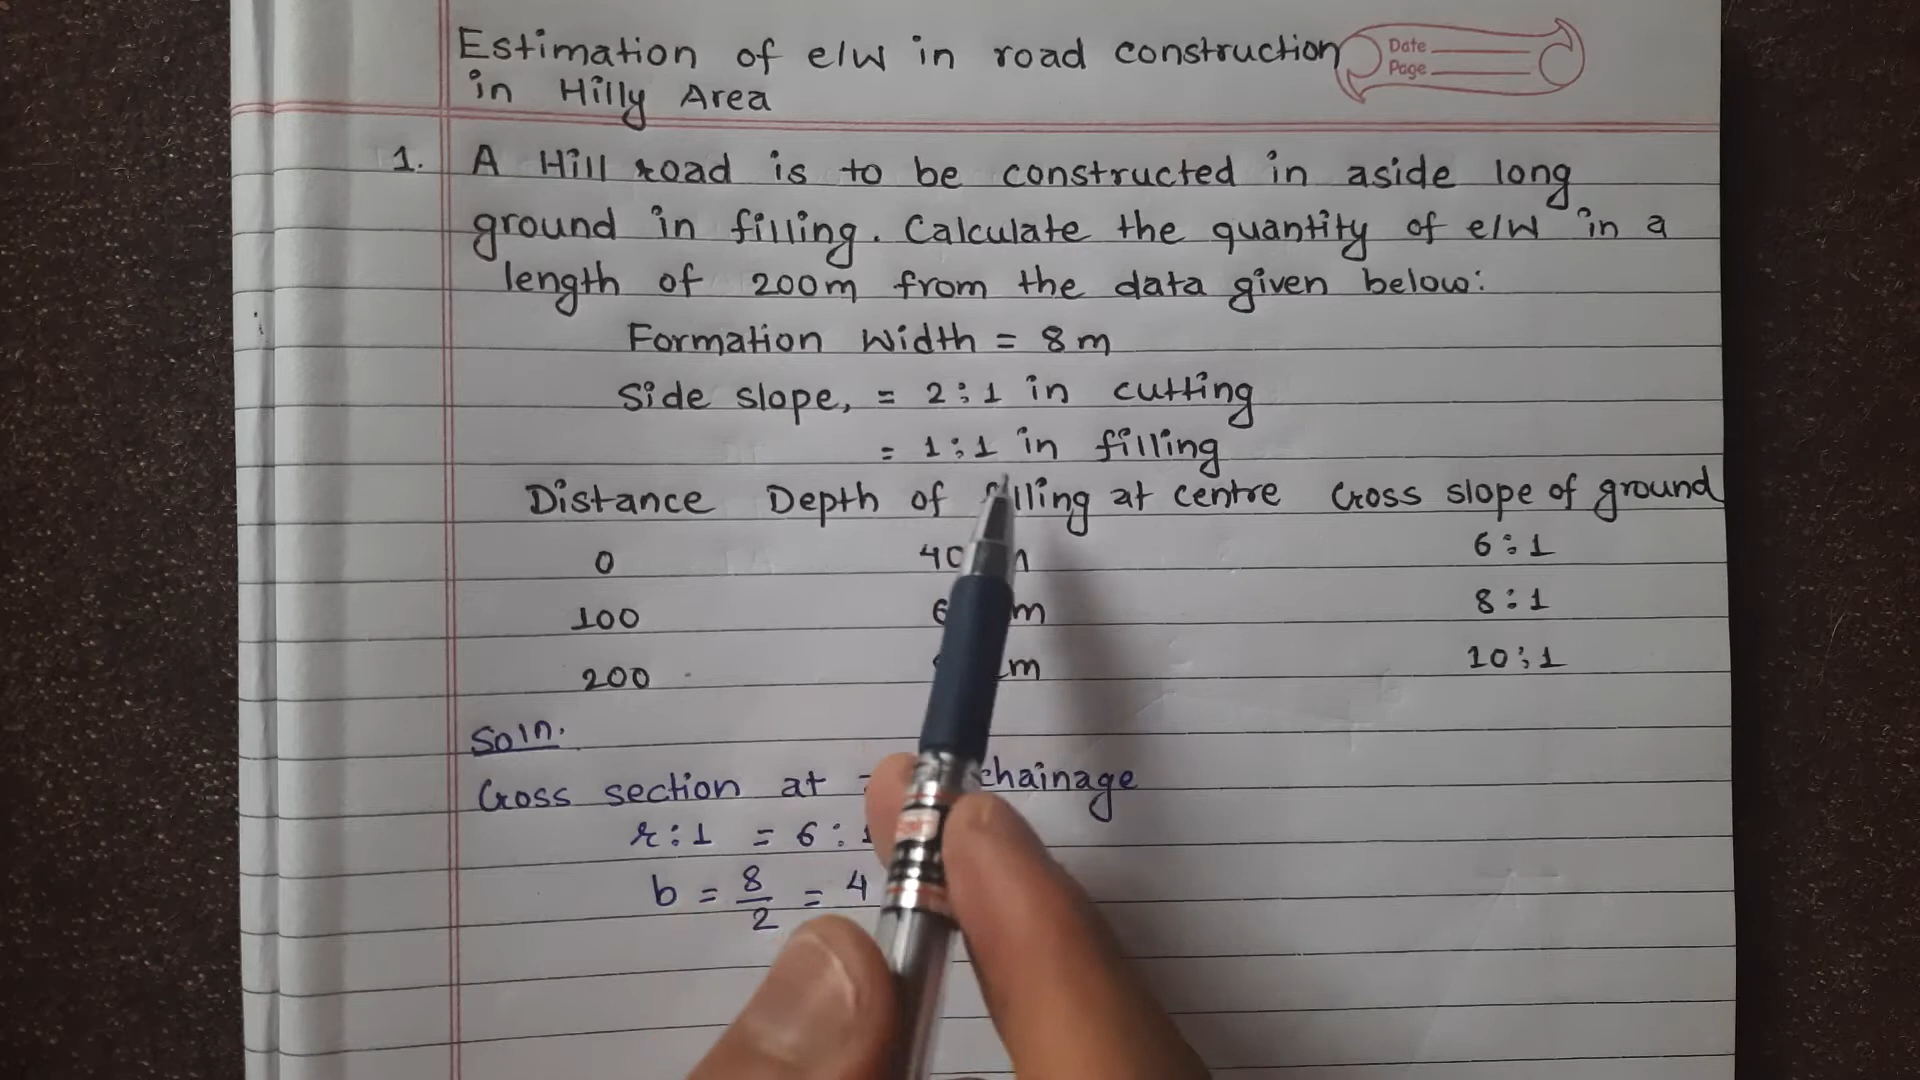 Estimation of e/w in road construction
in Hilly Area
Date
Page
1. A Hill road is to be constructed in aside long
ground in filling. Calculate the quantity of e/w in a
length of 200m from the data given below:
Formation Width = 8m
Side slope, = 2:1 in cutting
= 1:1 in filling
Distance Depth of filling at centre Cross slope of ground
0 6:1
100 8:1
200 10:1
Soln.
Cross section at chainage
r:1 = 6:1
b = 8/2 = 4